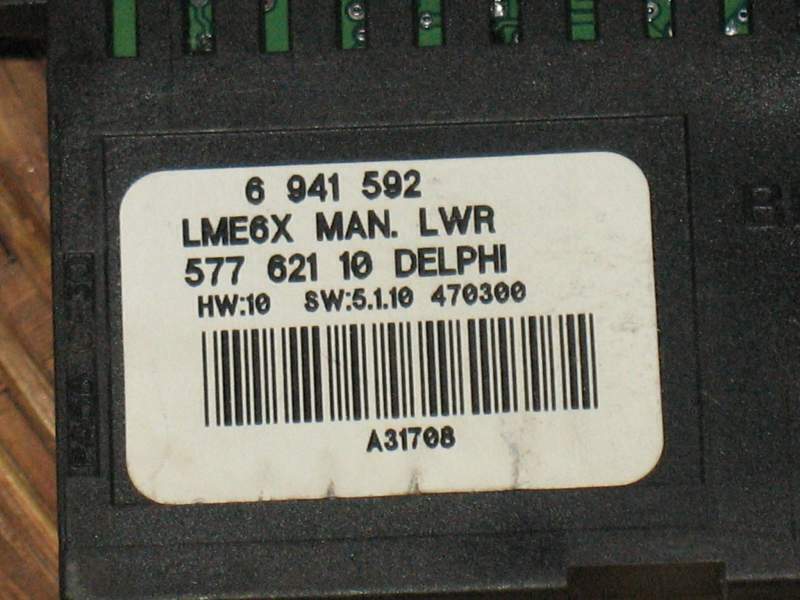 6 941 592
LME6X MAN. LWR
577 621 10 DELPHI
HW:10 SW:5.1.10 470300
A31708